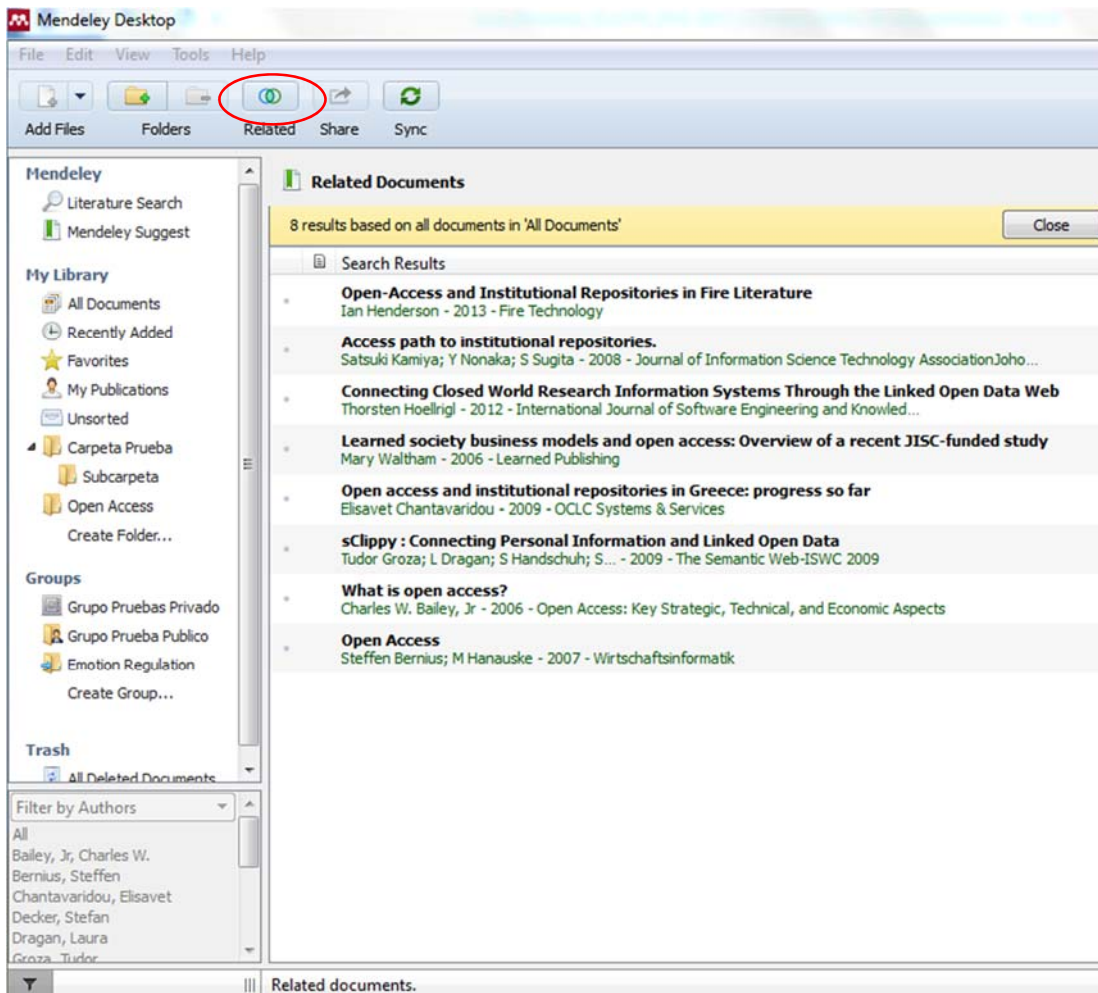 Mendeley Desktop
File Edit View Tools Help
Add Files Folders Related Share Sync
Mendeley
Literature Search
Mendeley Suggest
My Library
All Documents
Recently Added
Favorites
My Publications
Unsorted
Carpeta Prueba
Subcarpeta
Open Access
Create Folder...
Groups
Grupo Pruebas Privado
Grupo Prueba Publico
Emotion Regulation
Create Group...
Trash
All Deleted Documents
Filter by Authors
All
Bailey, Jr, Charles W.
Bernius, Steffen
Chantavaridou, Elisavet
Decker, Stefan
Dragan, Laura
Groza, Tudor
Related Documents
8 results based on all documents in 'All Documents'
Close
Search Results
Open-Access and Institutional Repositories in Fire Literature
Ian Henderson - 2013 - Fire Technology
Access path to institutional repositories.
Satsuki Kamiya; Y Nonaka; S Sugita - 2008 - Journal of Information Science Technology AssociationJoho...
Connecting Closed World Research Information Systems Through the Linked Open Data Web
Thorsten Hoellrigl - 2012 - International Journal of Software Engineering and Knowled...
Learned society business models and open access: Overview of a recent JISC-funded study
Mary Waltham - 2006 - Learned Publishing
Open access and institutional repositories in Greece: progress so far
Elisavet Chantavaridou - 2009 - OCLC Systems & Services
sClippy : Connecting Personal Information and Linked Open Data
Tudor Groza; L Dragan; S Handschuh; S... - 2009 - The Semantic Web-ISWC 2009
What is open access?
Charles W. Bailey, Jr - 2006 - Open Access: Key Strategic, Technical, and Economic Aspects
Open Access
Steffen Bernius; M Hanauske - 2007 - Wirtschaftsinformatik
Related documents.